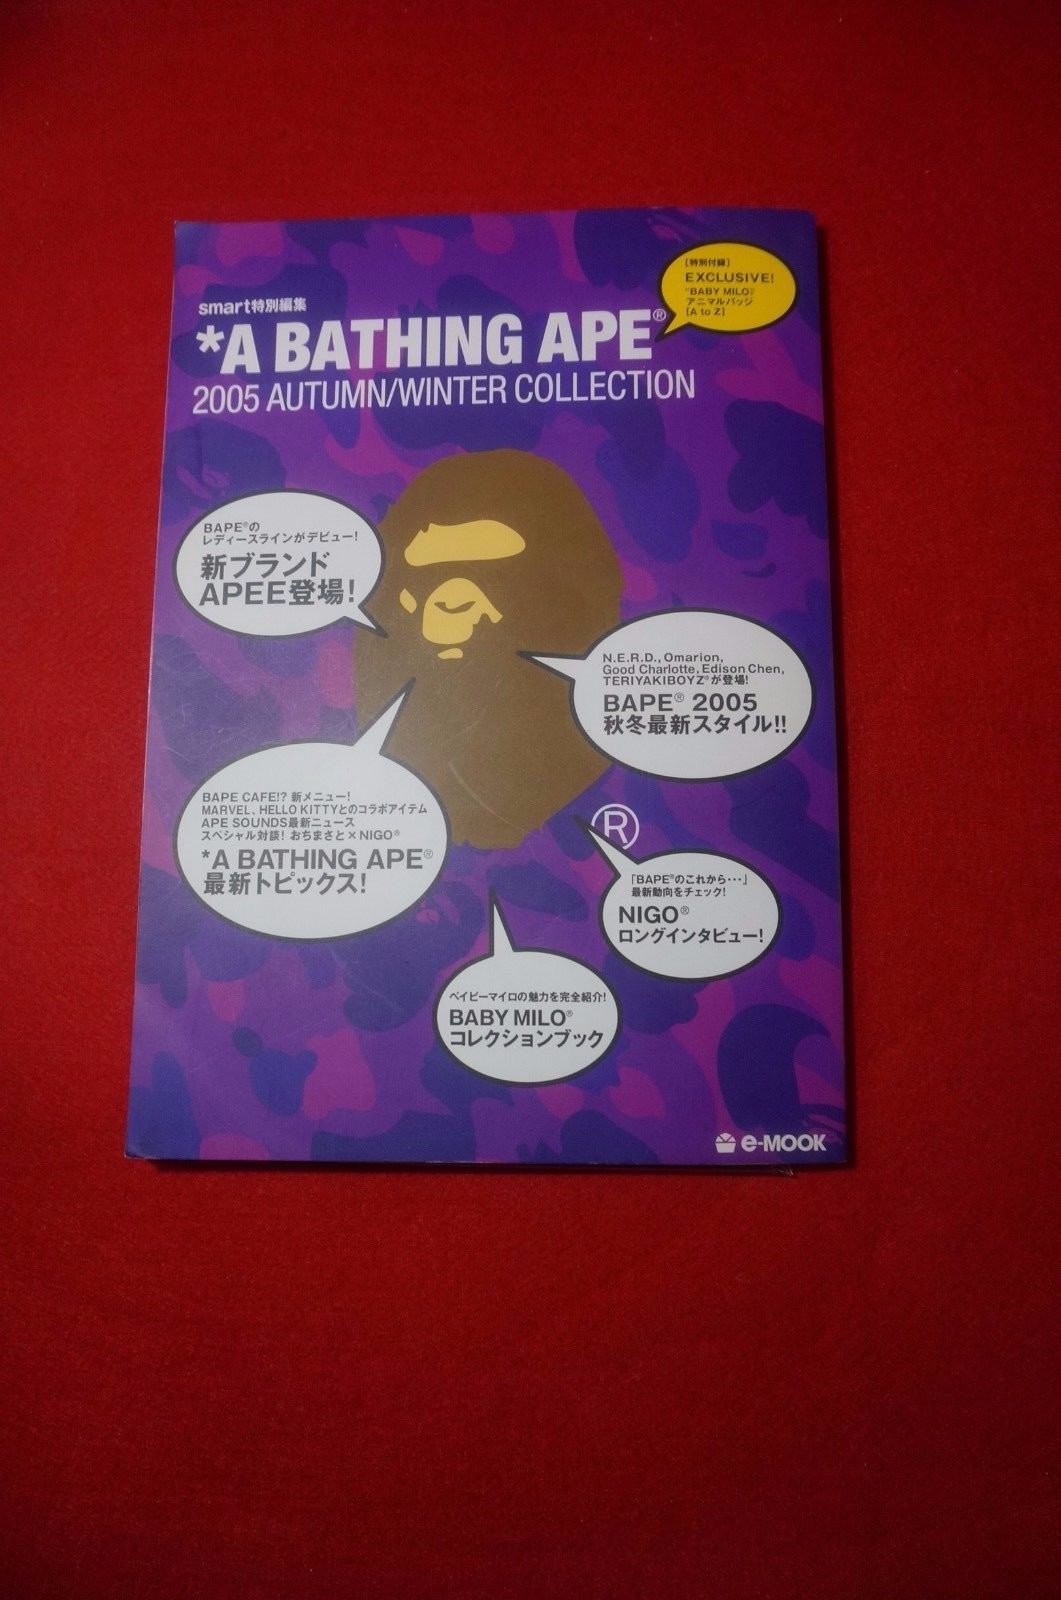 smart特別編集
*A BATHING APE®
2005 AUTUMN/WINTER COLLECTION
[特別付録]
EXCLUSIVE!
"BABY MILO®"
アニマルバッジ
[A to Z]
BAPE®の
レディースラインがデビュー!
新ブランド
APEE登場!
N.E.R.D., Omarion,
Good Charlotte, Edison Chen,
TERIYAKIBOYZ®が登場!
BAPE® 2005
秋冬最新スタイル!!
BAPE CAFE!? 新メニュー!
MARVEL、HELLO KITTYとのコラボアイテム
APE SOUNDS最新ニュース
スペシャル対談! おちまさと×NIGO®
*A BATHING APE®
最新トピックス!
®
「BAPE®のこれから・・・」
最新動向をチェック!
NIGO®
ロングインタビュー!
ベイビーマイロの魅力を完全紹介!
BABY MILO®
コレクションブック
e-MOOK